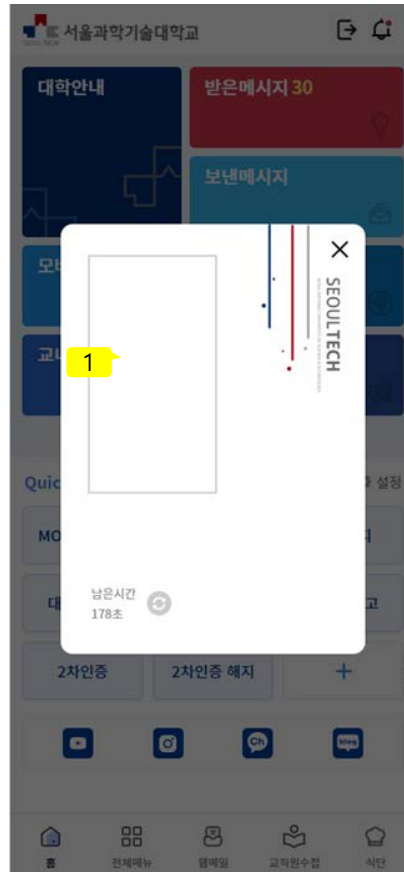 서울과학기술대학교
대학안내
받은메시지 30
보낸메시지
SEOULTECH
1
Quic
설정
MO
남은시간
178초
2차인증
2차인증 해지
+
Ch
blog
홈
전체메뉴
웹메일
교직원수첩
식단